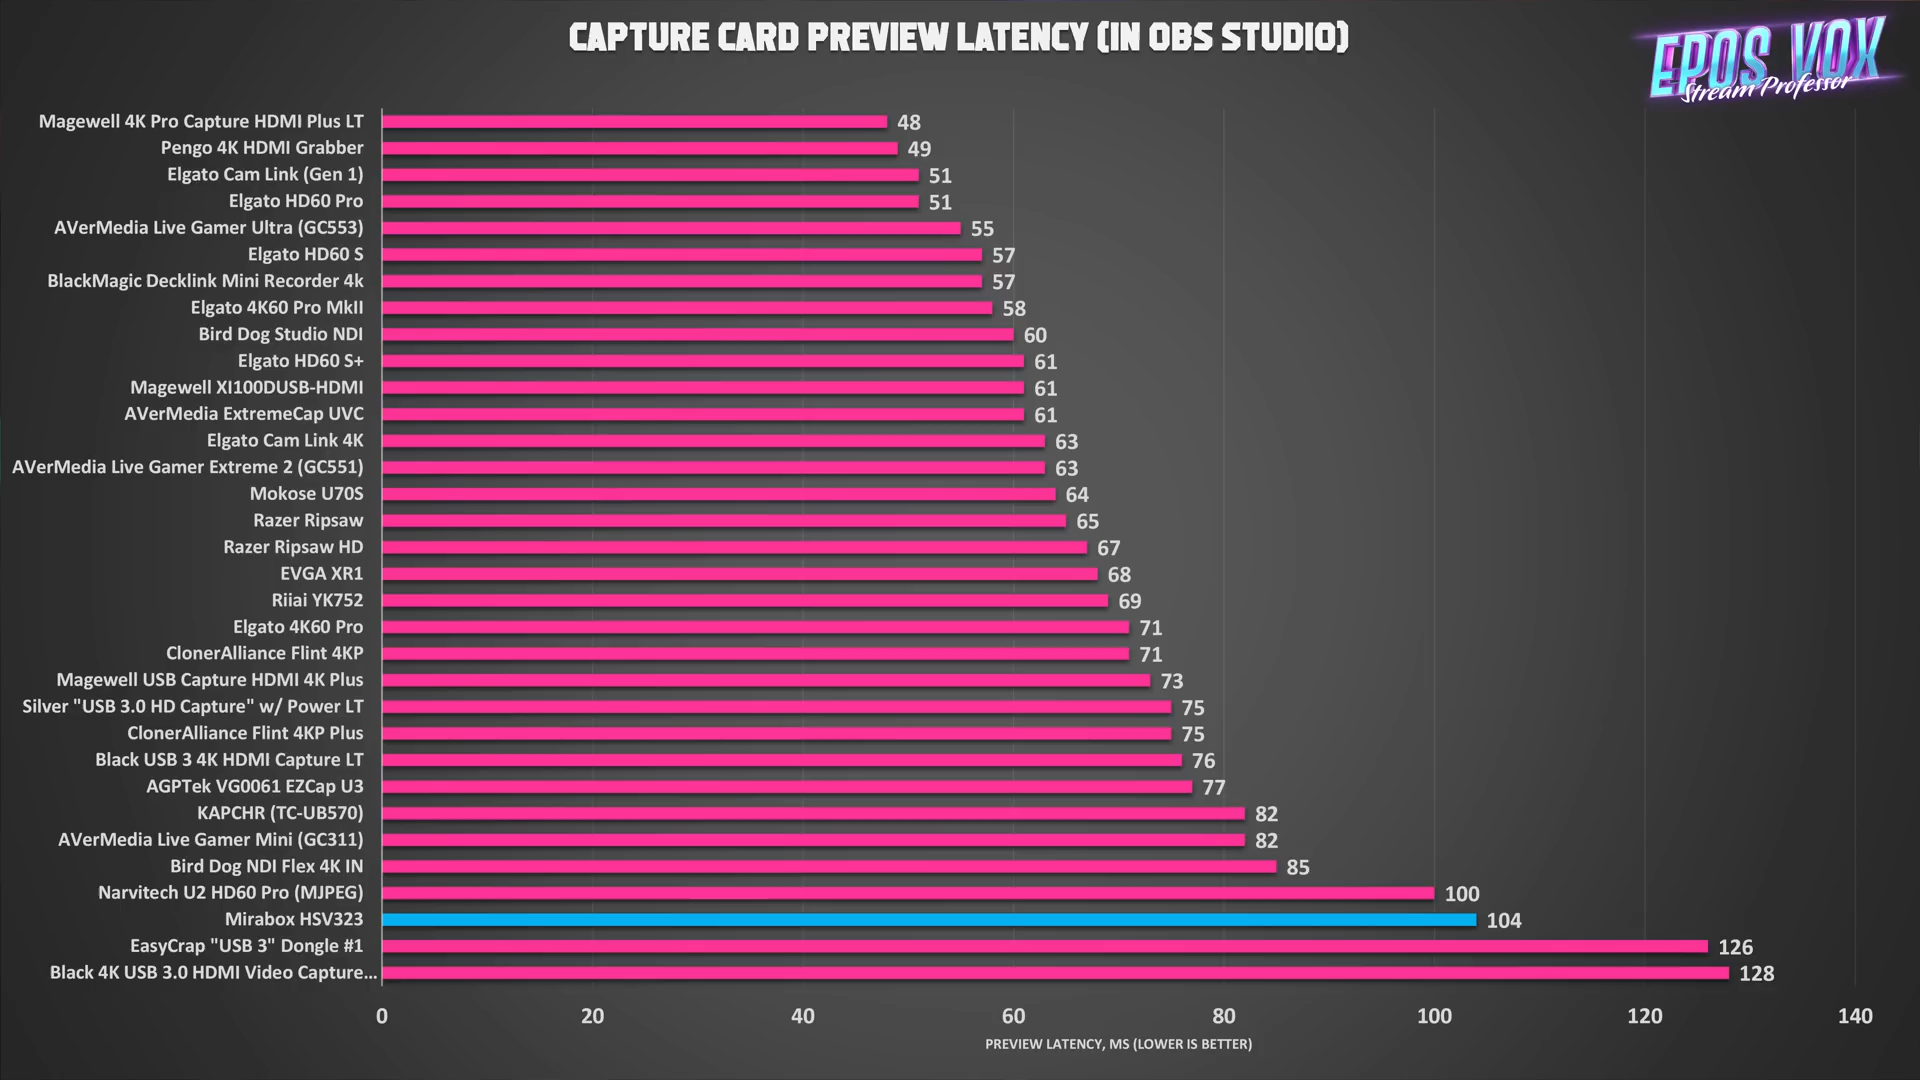 CAPTURE CARD PREVIEW LATENCY (IN OBS STUDIO)
EPOS VOX
Stream Professor
Magewell 4K Pro Capture HDMI Plus LT 48
Pengo 4K HDMI Grabber 49
Elgato Cam Link (Gen 1) 51
Elgato HD60 Pro 51
AVerMedia Live Gamer Ultra (GC553) 55
Elgato HD60 S 57
BlackMagic Decklink Mini Recorder 4k 57
Elgato 4K60 Pro MkII 58
Bird Dog Studio NDI 60
Elgato HD60 S+ 61
Magewell XI100DUSB-HDMI 61
AVerMedia ExtremeCap UVC 61
Elgato Cam Link 4K 63
AVerMedia Live Gamer Extreme 2 (GC551) 63
Mokose U70S 64
Razer Ripsaw 65
Razer Ripsaw HD 67
EVGA XR1 68
Riiai YK752 69
Elgato 4K60 Pro 71
ClonerAlliance Flint 4KP 71
Magewell USB Capture HDMI 4K Plus 73
Silver "USB 3.0 HD Capture" w/ Power LT 75
ClonerAlliance Flint 4KP Plus 75
Black USB 3 4K HDMI Capture LT 76
AGPTek VG0061 EZCap U3 77
KAPCHR (TC-UB570) 82
AVerMedia Live Gamer Mini (GC311) 82
Bird Dog NDI Flex 4K IN 85
Narvitech U2 HD60 Pro (MJPEG) 100
Mirabox HSV323 104
EasyCrap "USB 3" Dongle #1 126
Black 4K USB 3.0 HDMI Video Capture... 128
0 20 40 60 80 100 120 140
PREVIEW LATENCY, MS (LOWER IS BETTER)